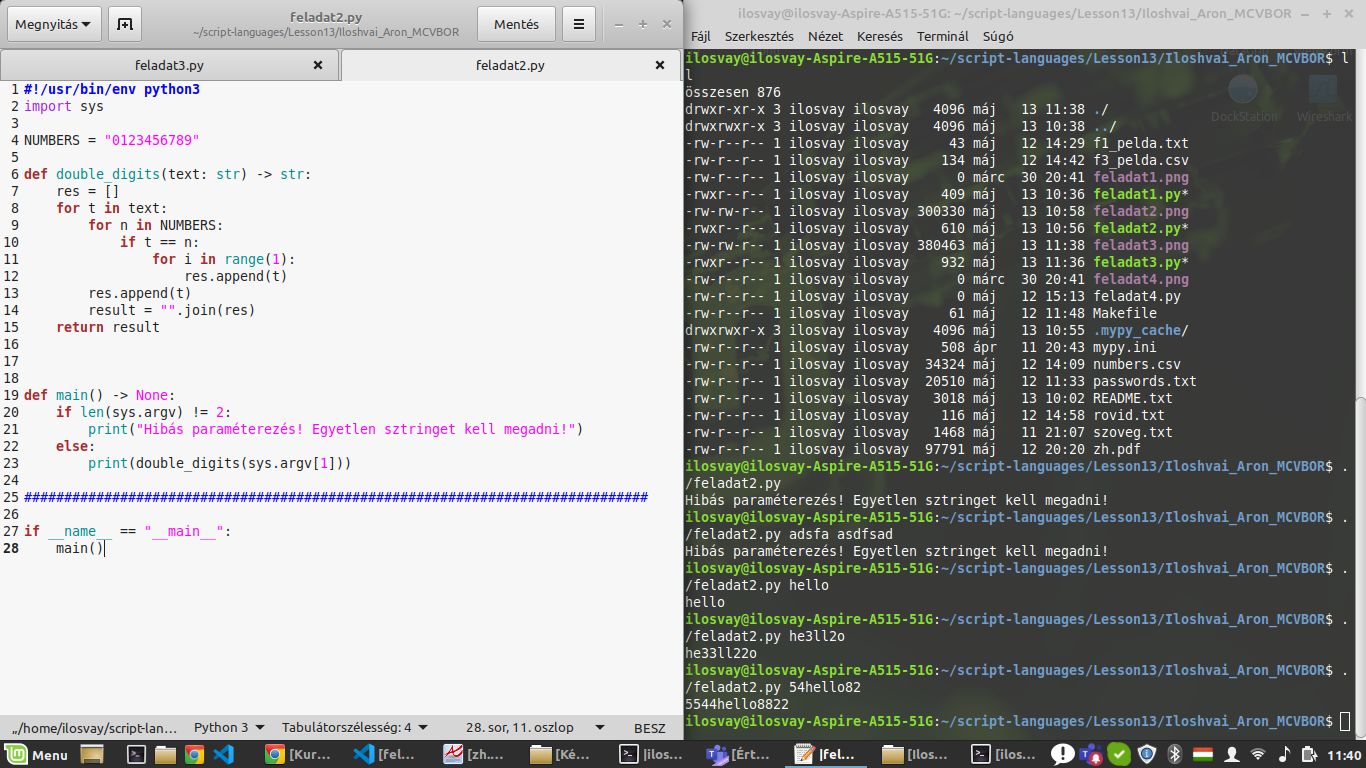 Megnyitás
feladat2.py
~/script-languages/Lesson13/Iloshvai_Aron_MCVBOR
Mentés
feladat3.py
feladat2.py
1 #!/usr/bin/env python3
2 import sys
3
4 NUMBERS = "0123456789"
5
6 def double_digits(text: str) -> str:
7     res = []
8     for t in text:
9         for n in NUMBERS:
10             if t == n:
11                 for i in range(1):
12                     res.append(t)
13         res.append(t)
14         result = "".join(res)
15     return result
16
17
18
19 def main() -> None:
20     if len(sys.argv) != 2:
21         print("Hibás paraméterezés! Egyetlen sztringet kell megadni!")
22     else:
23         print(double_digits(sys.argv[1]))
24
25 ##############################################################################
26
27 if __name__ == "__main__":
28     main()
„/home/ilosvay/script-lan…
Python 3
Tabulátorszélesség: 4
28. sor, 11. oszlop
BESZ
ilosvay@ilosvay-Aspire-A515-51G: ~/script-languages/Lesson13/Iloshvai_Aron_MCVBOR
Fájl Szerkesztés Nézet Keresés Terminál Súgó
ilosvay@ilosvay-Aspire-A515-51G:~/script-languages/Lesson13/Iloshvai_Aron_MCVBOR$ l
l
összesen 876
drwxr-xr-x 3 ilosvay ilosvay   4096 máj   13 11:38 ./
drwxrwxr-x 3 ilosvay ilosvay   4096 máj   13 10:38 ../
-rw-r--r-- 1 ilosvay ilosvay     43 máj   12 14:29 f1_pelda.txt
-rw-r--r-- 1 ilosvay ilosvay    134 máj   12 14:42 f3_pelda.csv
-rw-r--r-- 1 ilosvay ilosvay      0 márc  30 20:41 feladat1.png
-rwxr--r-- 1 ilosvay ilosvay    409 máj   13 10:36 feladat1.py*
-rw-rw-r-- 1 ilosvay ilosvay 300330 máj   13 10:58 feladat2.png
-rwxr--r-- 1 ilosvay ilosvay    610 máj   13 10:56 feladat2.py*
-rw-rw-r-- 1 ilosvay ilosvay 380463 máj   13 11:38 feladat3.png
-rwxr--r-- 1 ilosvay ilosvay    932 máj   13 11:36 feladat3.py*
-rw-r--r-- 1 ilosvay ilosvay      0 márc  30 20:41 feladat4.png
-rw-r--r-- 1 ilosvay ilosvay      0 máj   12 15:13 feladat4.py
-rw-r--r-- 1 ilosvay ilosvay     61 máj   12 11:48 Makefile
drwxrwxr-x 3 ilosvay ilosvay   4096 máj   13 10:55 .mypy_cache/
-rw-r--r-- 1 ilosvay ilosvay    508 ápr   11 20:43 mypy.ini
-rw-r--r-- 1 ilosvay ilosvay  34324 máj   12 14:09 numbers.csv
-rw-r--r-- 1 ilosvay ilosvay  20510 máj   12 11:33 passwords.txt
-rw-r--r-- 1 ilosvay ilosvay   3018 máj   13 10:02 README.txt
-rw-r--r-- 1 ilosvay ilosvay    116 máj   12 14:58 rovid.txt
-rw-r--r-- 1 ilosvay ilosvay   1468 máj   11 21:07 szoveg.txt
-rw-r--r-- 1 ilosvay ilosvay  97791 máj   12 20:20 zh.pdf
ilosvay@ilosvay-Aspire-A515-51G:~/script-languages/Lesson13/Iloshvai_Aron_MCVBOR$ .
/feladat2.py
Hibás paraméterezés! Egyetlen sztringet kell megadni!
ilosvay@ilosvay-Aspire-A515-51G:~/script-languages/Lesson13/Iloshvai_Aron_MCVBOR$ .
/feladat2.py adsfa asdfsad
Hibás paraméterezés! Egyetlen sztringet kell megadni!
ilosvay@ilosvay-Aspire-A515-51G:~/script-languages/Lesson13/Iloshvai_Aron_MCVBOR$ .
/feladat2.py hello
hello
ilosvay@ilosvay-Aspire-A515-51G:~/script-languages/Lesson13/Iloshvai_Aron_MCVBOR$ .
/feladat2.py he3ll2o
he33ll22o
ilosvay@ilosvay-Aspire-A515-51G:~/script-languages/Lesson13/Iloshvai_Aron_MCVBOR$ .
/feladat2.py 54hello82
5544hello8822
ilosvay@ilosvay-Aspire-A515-51G:~/script-languages/Lesson13/Iloshvai_Aron_MCVBOR$
DockStation
Wireshark
Menu
[Kur…
[fel…
[zh.…
[Ké…
|ilos…
[Ért…
|fel…
[Ilos…
[ilos…
11:40